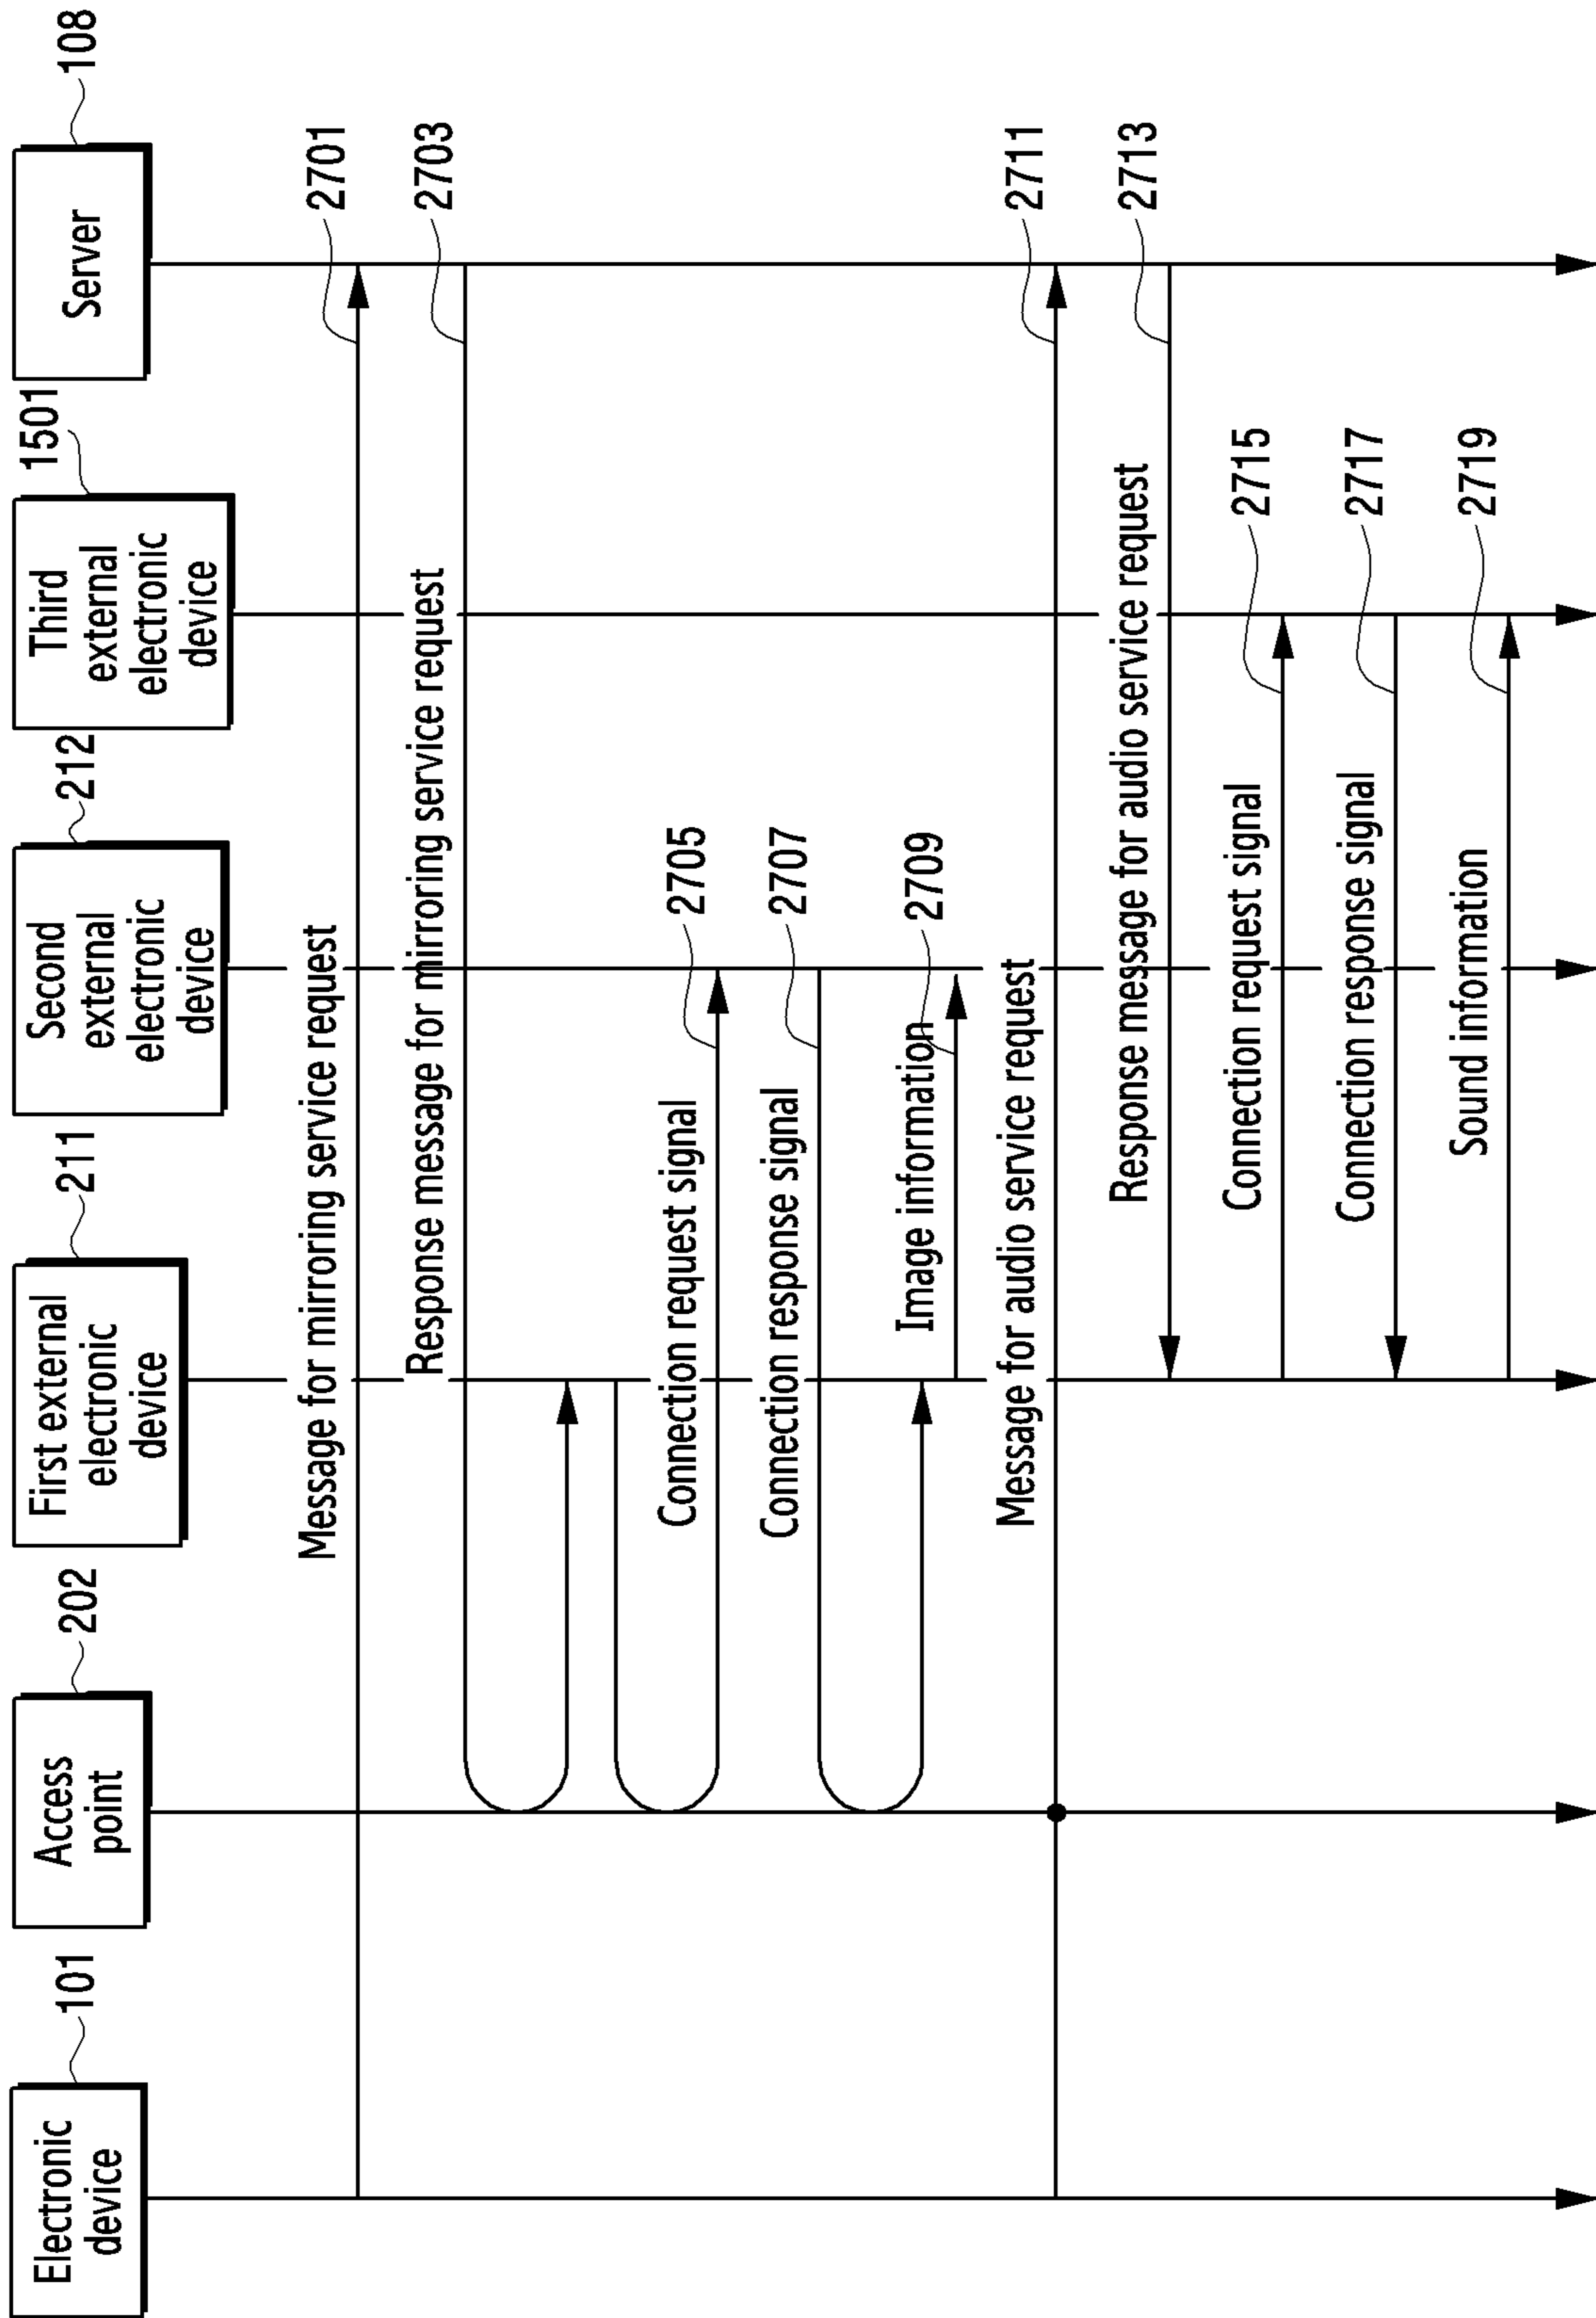 Electronic
device
101
Access
point
202
First external
electronic
device
211
Second
external
electronic
device
212
Third
external
electronic
device
1501
Server
108
Message for mirroring service request
2701
Response message for mirroring service request
2703
Connection request signal
2705
Connection response signal
2707
Image information
2709
Message for audio service request
2711
Response message for audio service request
2713
Connection request signal
2715
Connection response signal
2717
Sound information
2719